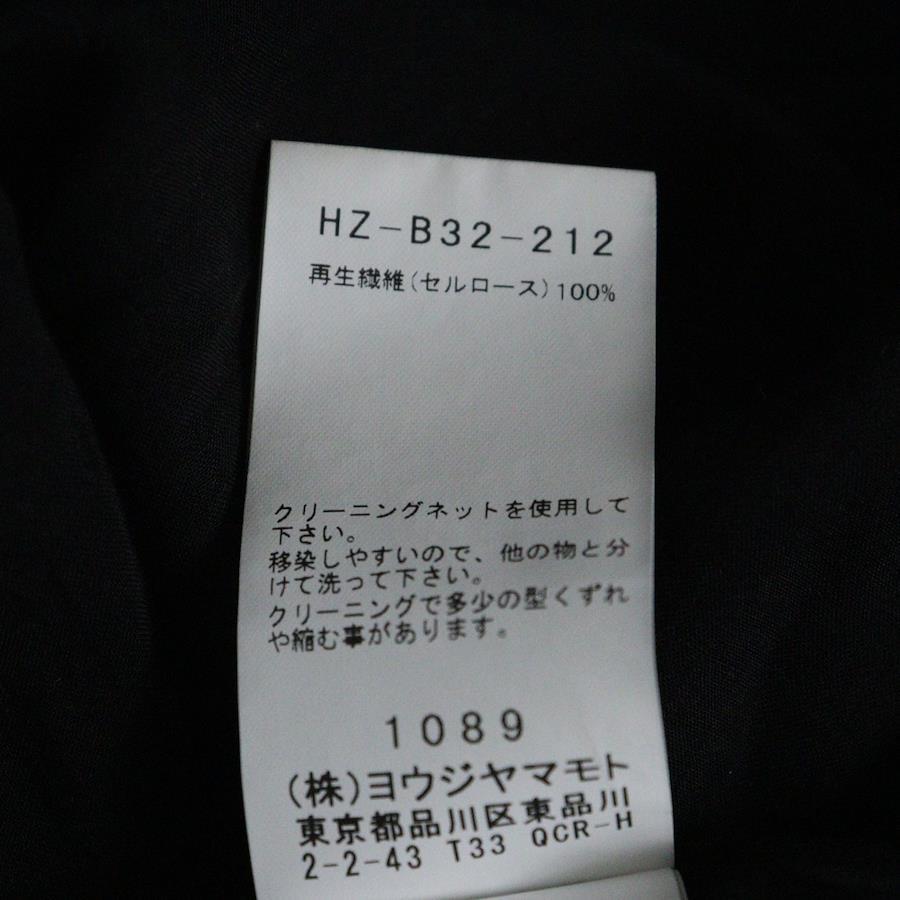 HZ-B32-212
再生繊維(セルロース)100%
クリーニングネットを使用して
下さい。
移染しやすいので、他の物と分
けて洗って下さい。
クリーニングで多少の型くずれ
や縮む事があります。
1089
(株)ヨウジヤマモト
東京都品川区東品川
2-2-43 T33 QCR-H